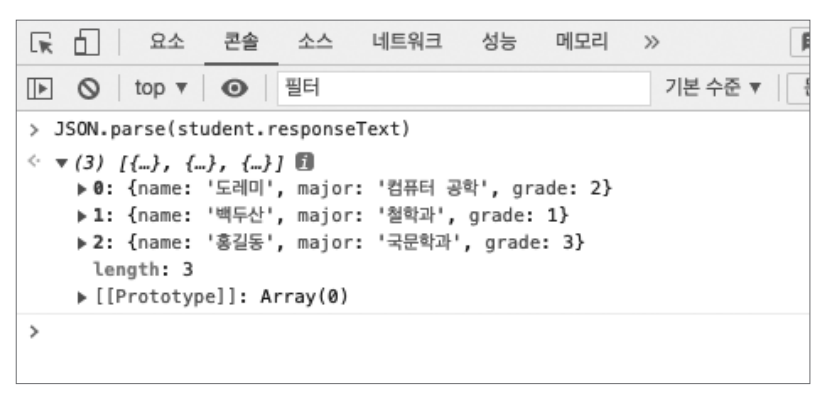 요소 콘솔 소스 네트워크 성능 메모리 »
top ▼ 필터 기본 수준 ▼
> JSON.parse(student.responseText)
<· ▼ (3) [{…}, {…}, {…}] i
▶ 0: {name: '도레미', major: '컴퓨터 공학', grade: 2}
▶ 1: {name: '백두산', major: '철학과', grade: 1}
▶ 2: {name: '홍길동', major: '국문학과', grade: 3}
length: 3
▶ [[Prototype]]: Array(0)
>